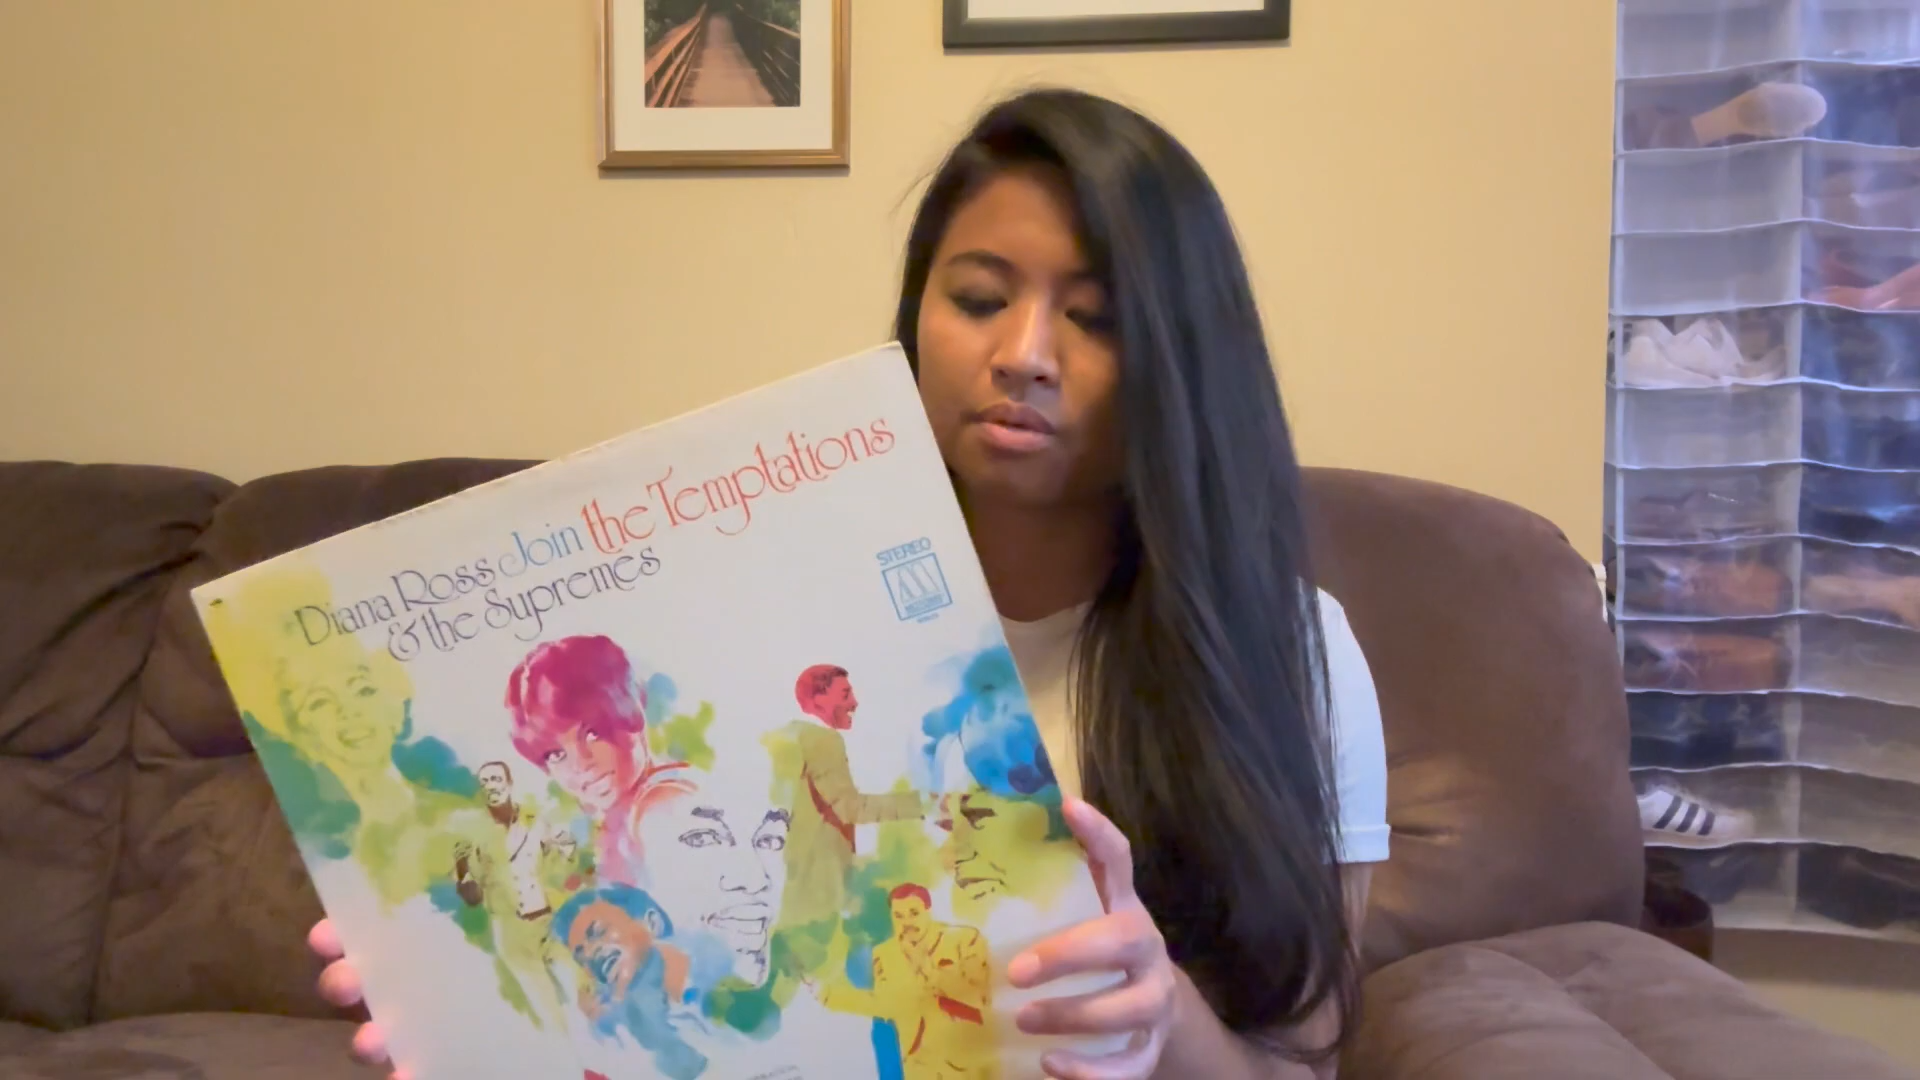 Diana Ross Join the Temptations
& the Supremes
STEREO